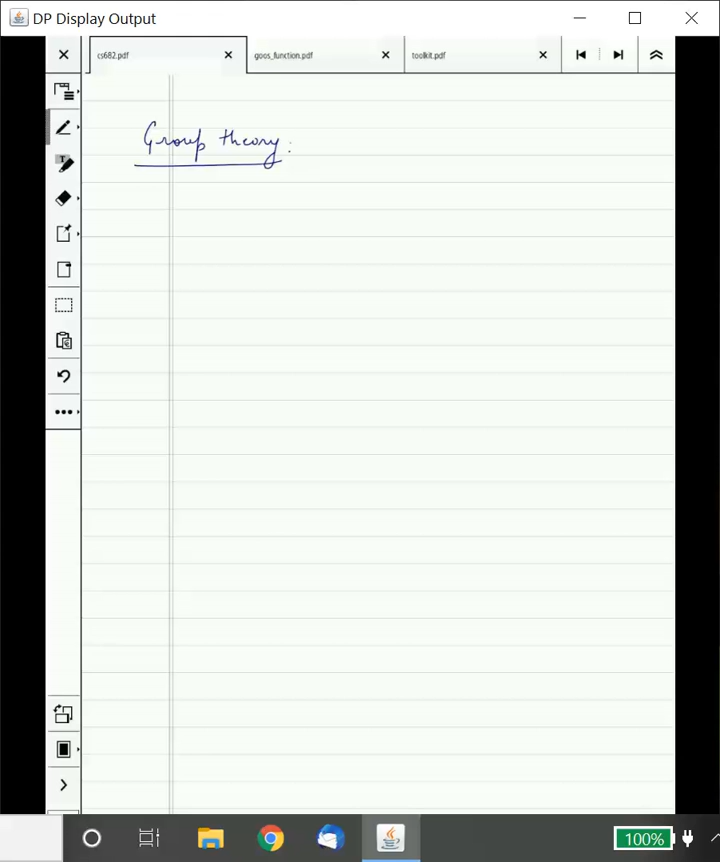 DP Display Output
cs682.pdf
goos_function.pdf
toolkit.pdf
Group theory:
100%